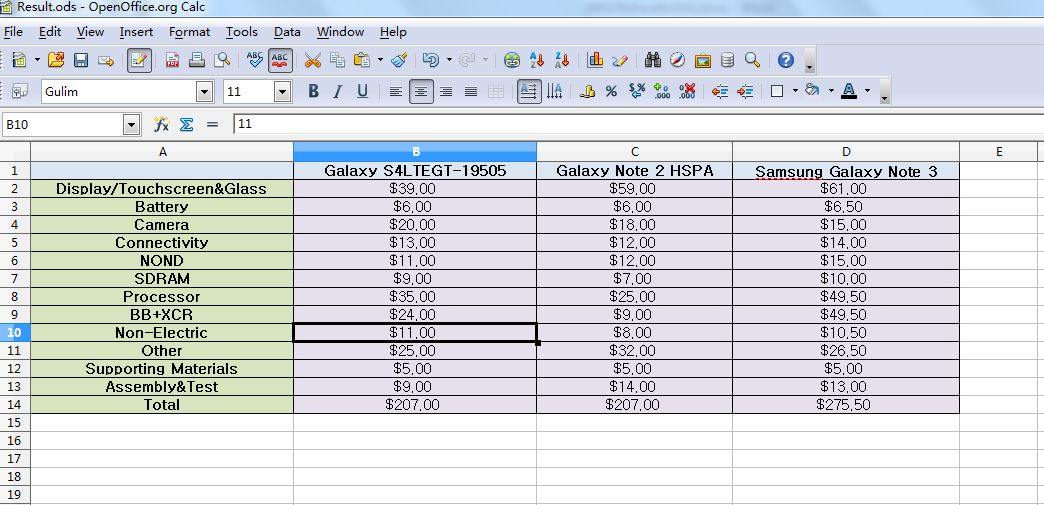 Result.ods - OpenOffice.org Calc
File Edit View Insert Format Tools Data Window Help
Gulim 11 B I U
B10 11
A B C D E
1 Galaxy S4LTEGT-19505 Galaxy Note 2 HSPA Samsung Galaxy Note 3
2 Display/Touchscreen&Glass $39.00 $59.00 $61.00
3 Battery $6.00 $6.00 $6.50
4 Camera $20.00 $18.00 $15.00
5 Connectivity $13.00 $12.00 $14.00
6 NOND $11.00 $12.00 $15.00
7 SDRAM $9.00 $7.00 $10.00
8 Processor $35.00 $25.00 $49.50
9 BB+XCR $24.00 $9.00 $49.50
10 Non-Electric $11.00 $8.00 $10.50
11 Other $25.00 $32.00 $26.50
12 Supporting Materials $5.00 $5.00 $5.00
13 Assembly&Test $9.00 $14.00 $13.00
14 Total $207.00 $207.00 $275.50
15
16
17
18
19